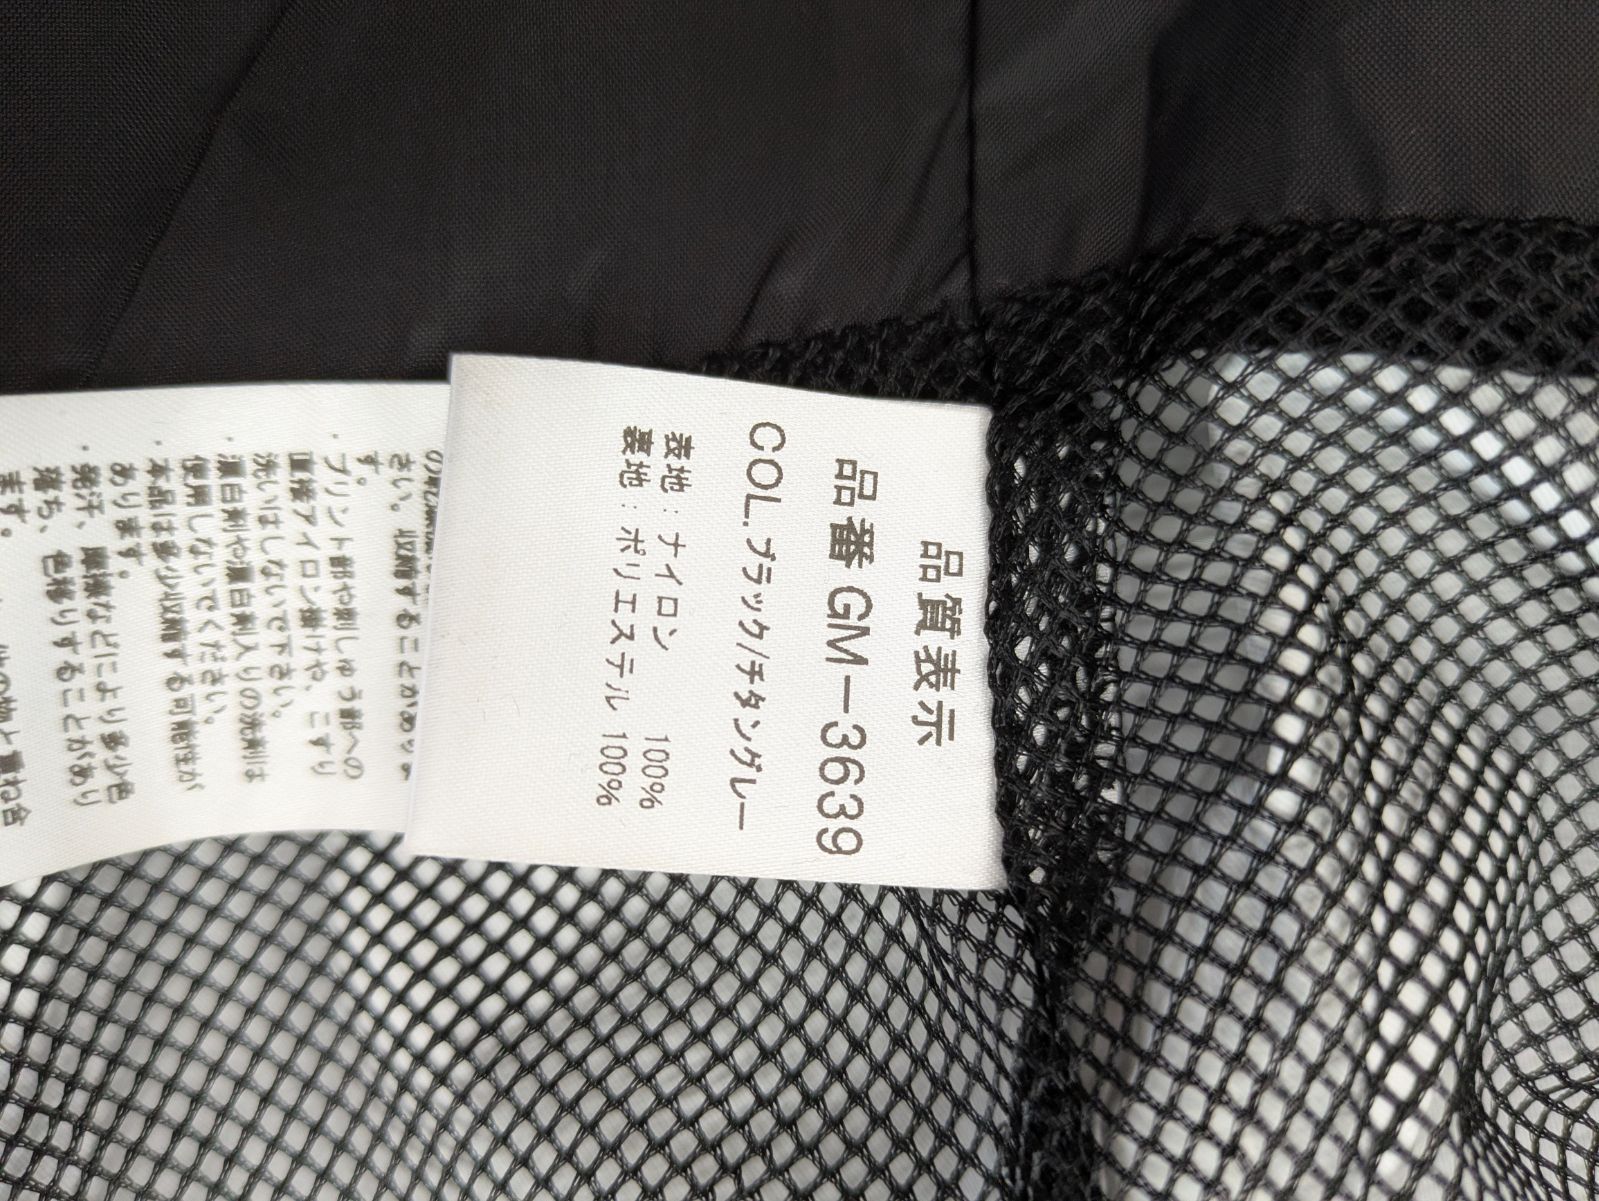 品質表示
品番 GM－3639
COL.ブラック/チタングレー
表地：ナイロン 100%
裏地：ポリエステル 100%
さい。収縮することがあります。
す。
・プリント部や刺しゅう部への
直接アイロン掛けや、こすり
洗いはしないで下さい。
・漂白剤や漂白剤入りの洗剤は
使用しないでください。
・本品は多少収縮する可能性が
あります。
・発汗、摩擦などにより多少色
落ち、色移りすることがあり
ます。